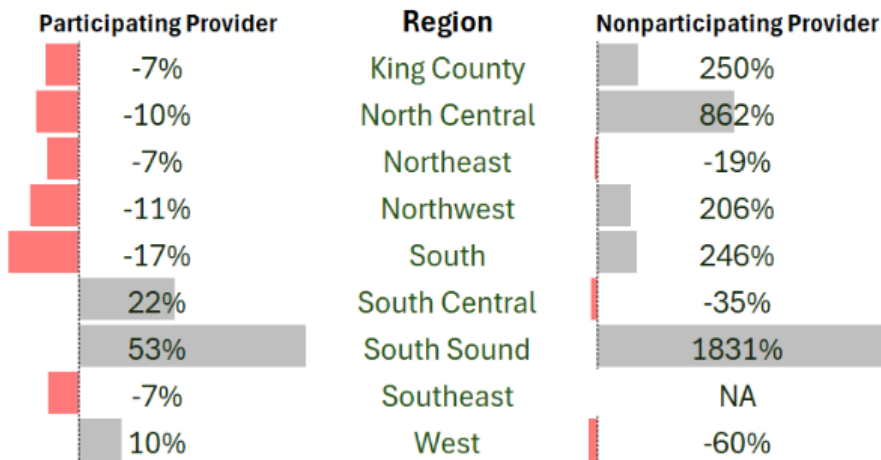 Participating Provider Region Nonparticipating Provider
-7% King County 250%
-10% North Central 862%
-7% Northeast -19%
-11% Northwest 206%
-17% South 246%
22% South Central -35%
53% South Sound 1831%
-7% Southeast NA
10% West -60%